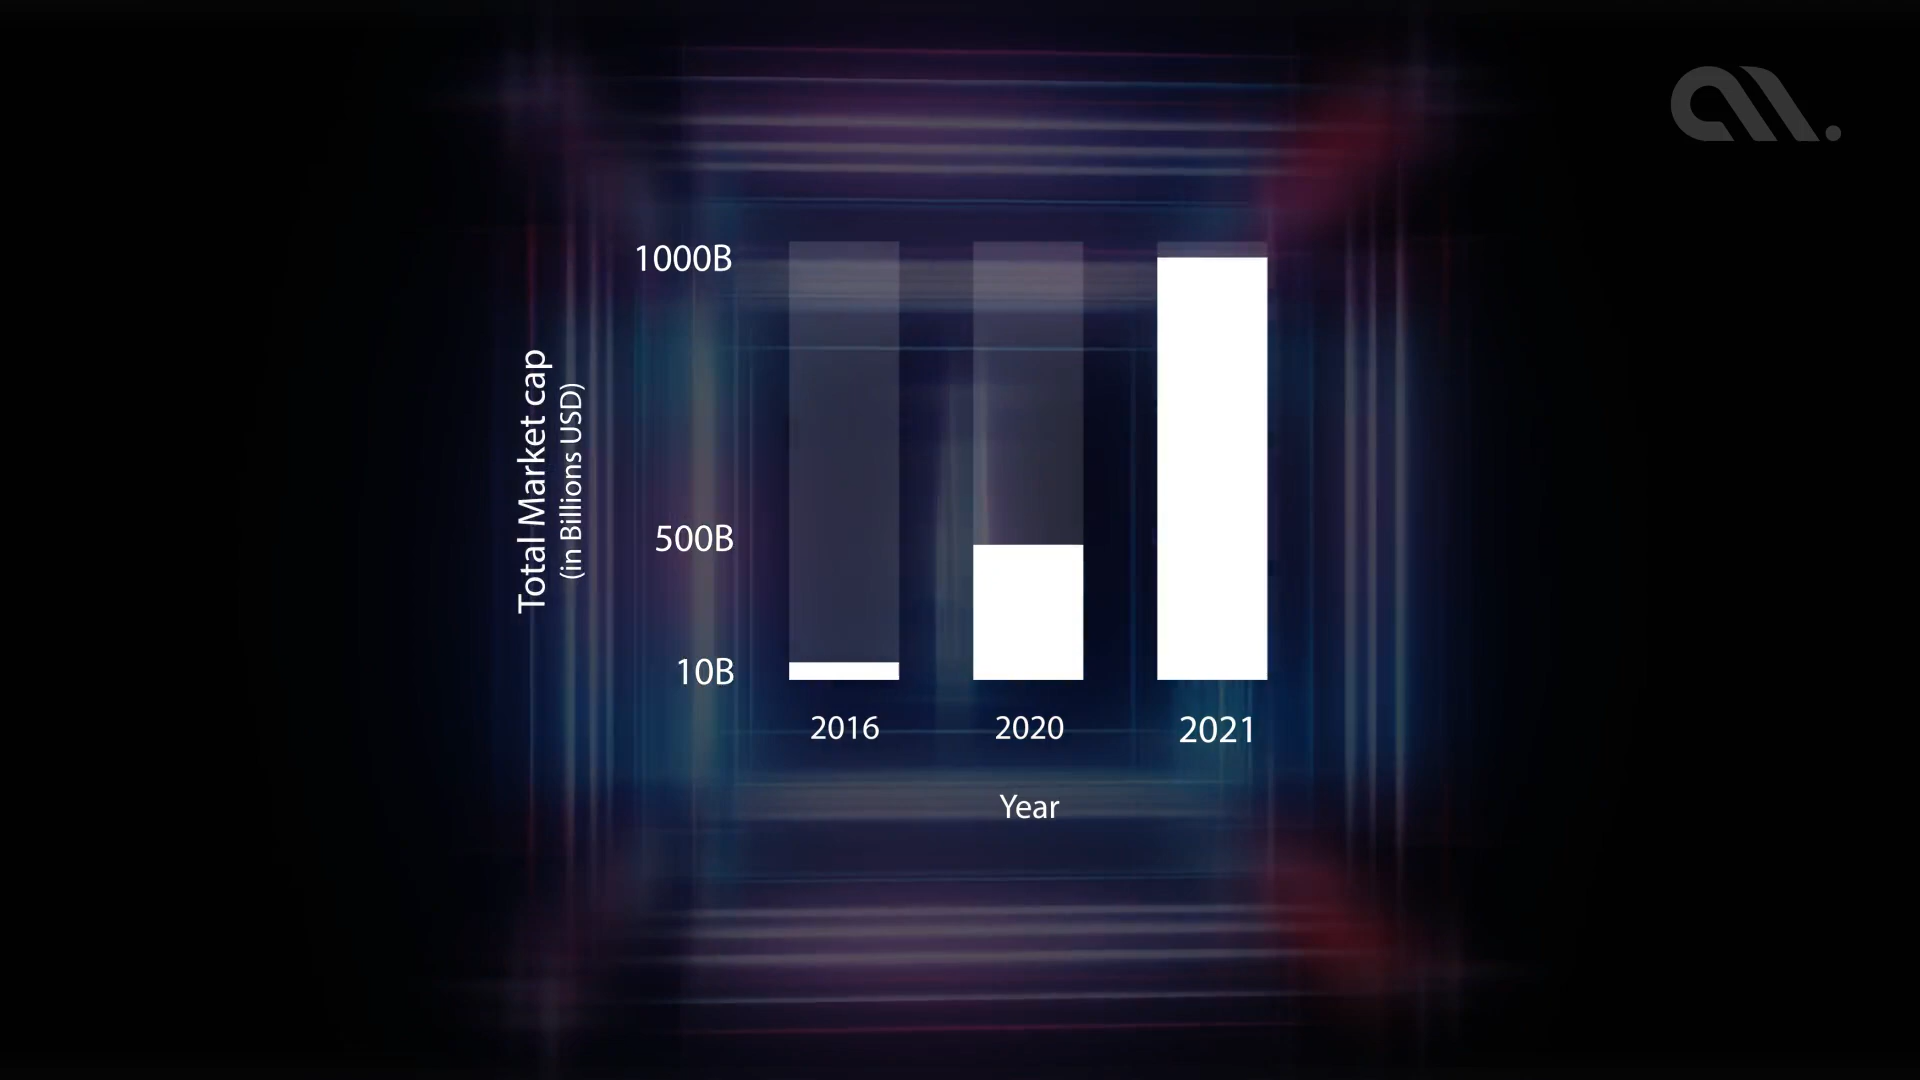 1000B
500B
10B
Total Market cap
(in Billions USD)
2016
2020
2021
Year